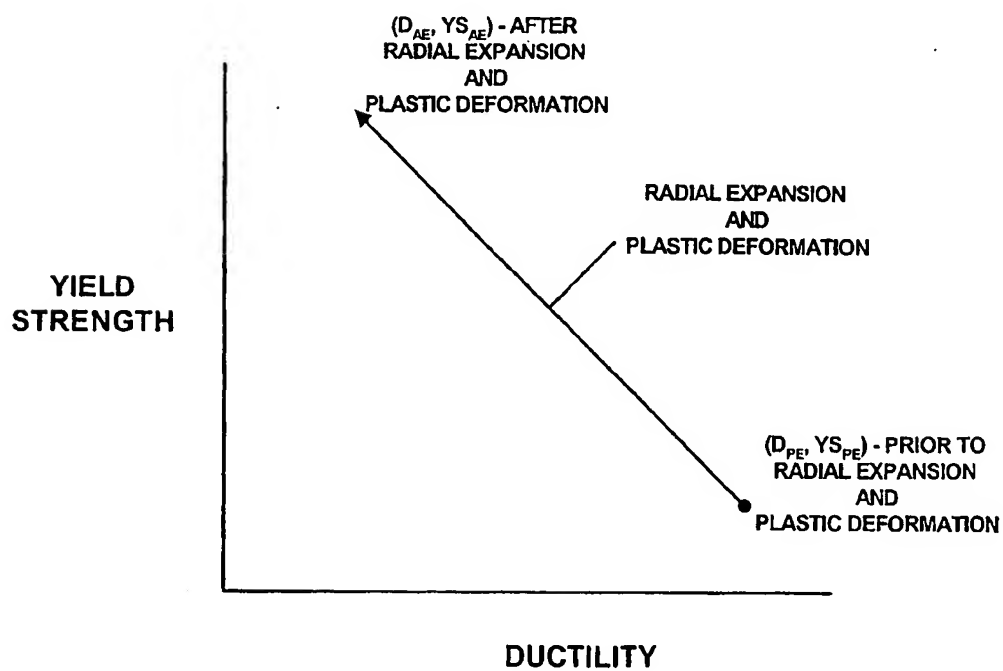 (D_AE, YS_AE) - AFTER
RADIAL EXPANSION
AND
PLASTIC DEFORMATION
RADIAL EXPANSION
AND
PLASTIC DEFORMATION
YIELD
STRENGTH
(D_PE, YS_PE) - PRIOR TO
RADIAL EXPANSION
AND
PLASTIC DEFORMATION
DUCTILITY